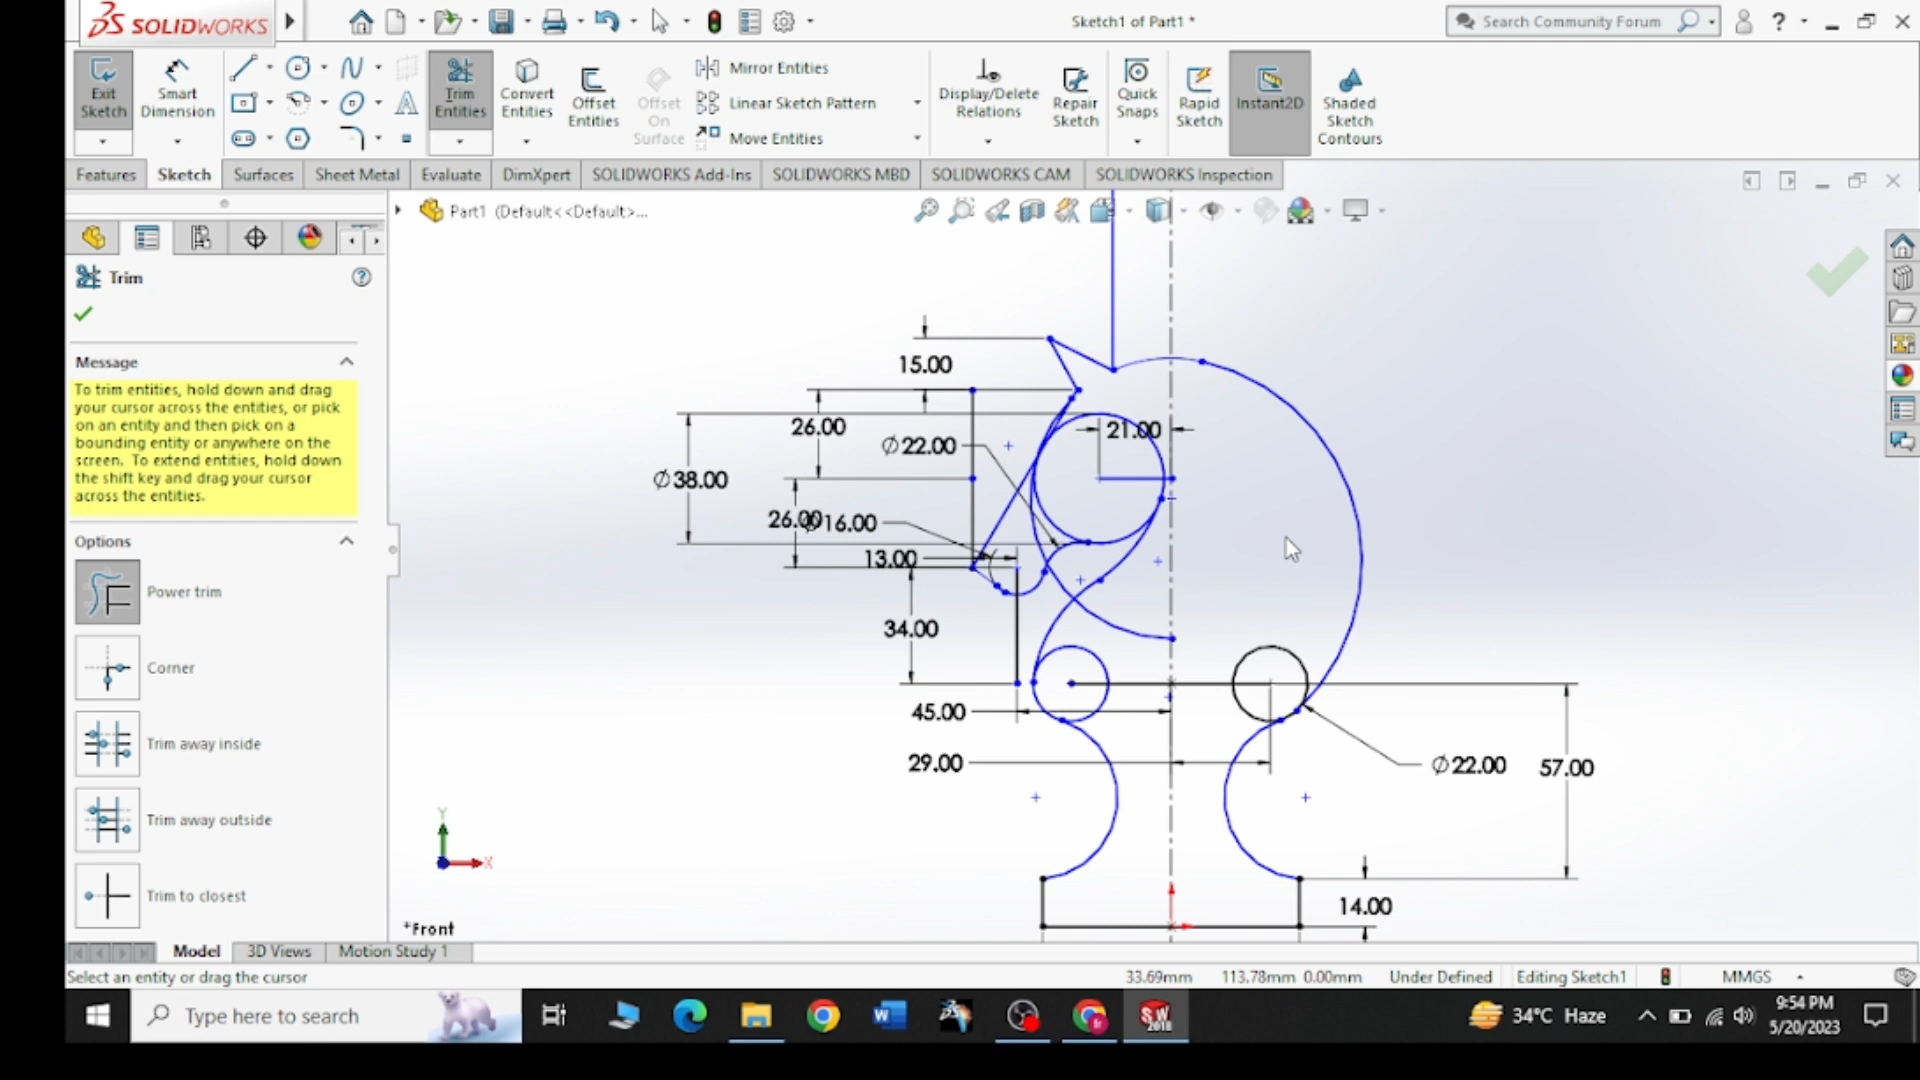 SOLIDWORKS
Sketch1 of Part1 *
Search Community Forum
?
Exit Sketch
Smart Dimension
Trim Entities
Convert Entities
Offset Entities
Offset On Surface
Mirror Entities
Linear Sketch Pattern
Move Entities
Display/Delete Relations
Repair Sketch
Quick Snaps
Rapid Sketch
Instant2D
Shaded Sketch Contours
Features
Sketch
Surfaces
Sheet Metal
Evaluate
DimXpert
SOLIDWORKS Add-Ins
SOLIDWORKS MBD
SOLIDWORKS CAM
SOLIDWORKS Inspection
Part1 (Default<<Default>...
Trim
Message
To trim entities, hold down and drag
your cursor across the entities, or pick
on an entity and then pick on a
bounding entity or anywhere on the
screen. To extend entities, hold down
the shift key and drag your cursor
across the entities.
Options
Power trim
Corner
Trim away inside
Trim away outside
Trim to closest
15.00
26.00
∅22.00
21.00
∅38.00
26.00
∅16.00
13.00
34.00
45.00
29.00
∅22.00
57.00
14.00
Y
X
*Front
Model
3D Views
Motion Study 1
Select an entity or drag the cursor
33.69mm
113.78mm 0.00mm
Under Defined
Editing Sketch1
MMGS
Type here to search
34°C Haze
9:54 PM
5/20/2023